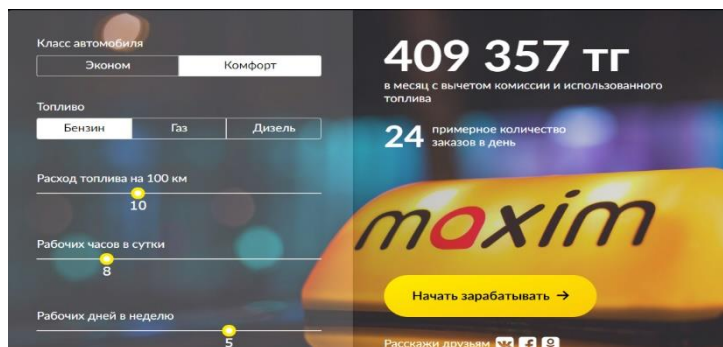 Класс автомобиля
Эконом Комфорт
Топливо
Бензин Газ Дизель
Расход топлива на 100 км
10
Рабочих часов в сутки
8
Рабочих дней в неделю
5
409 357 тг
в месяц с вычетом комиссии и использованного
топлива
24 примерное количество
заказов в день
maxim
Начать зарабатывать →
Расскажи друзьям